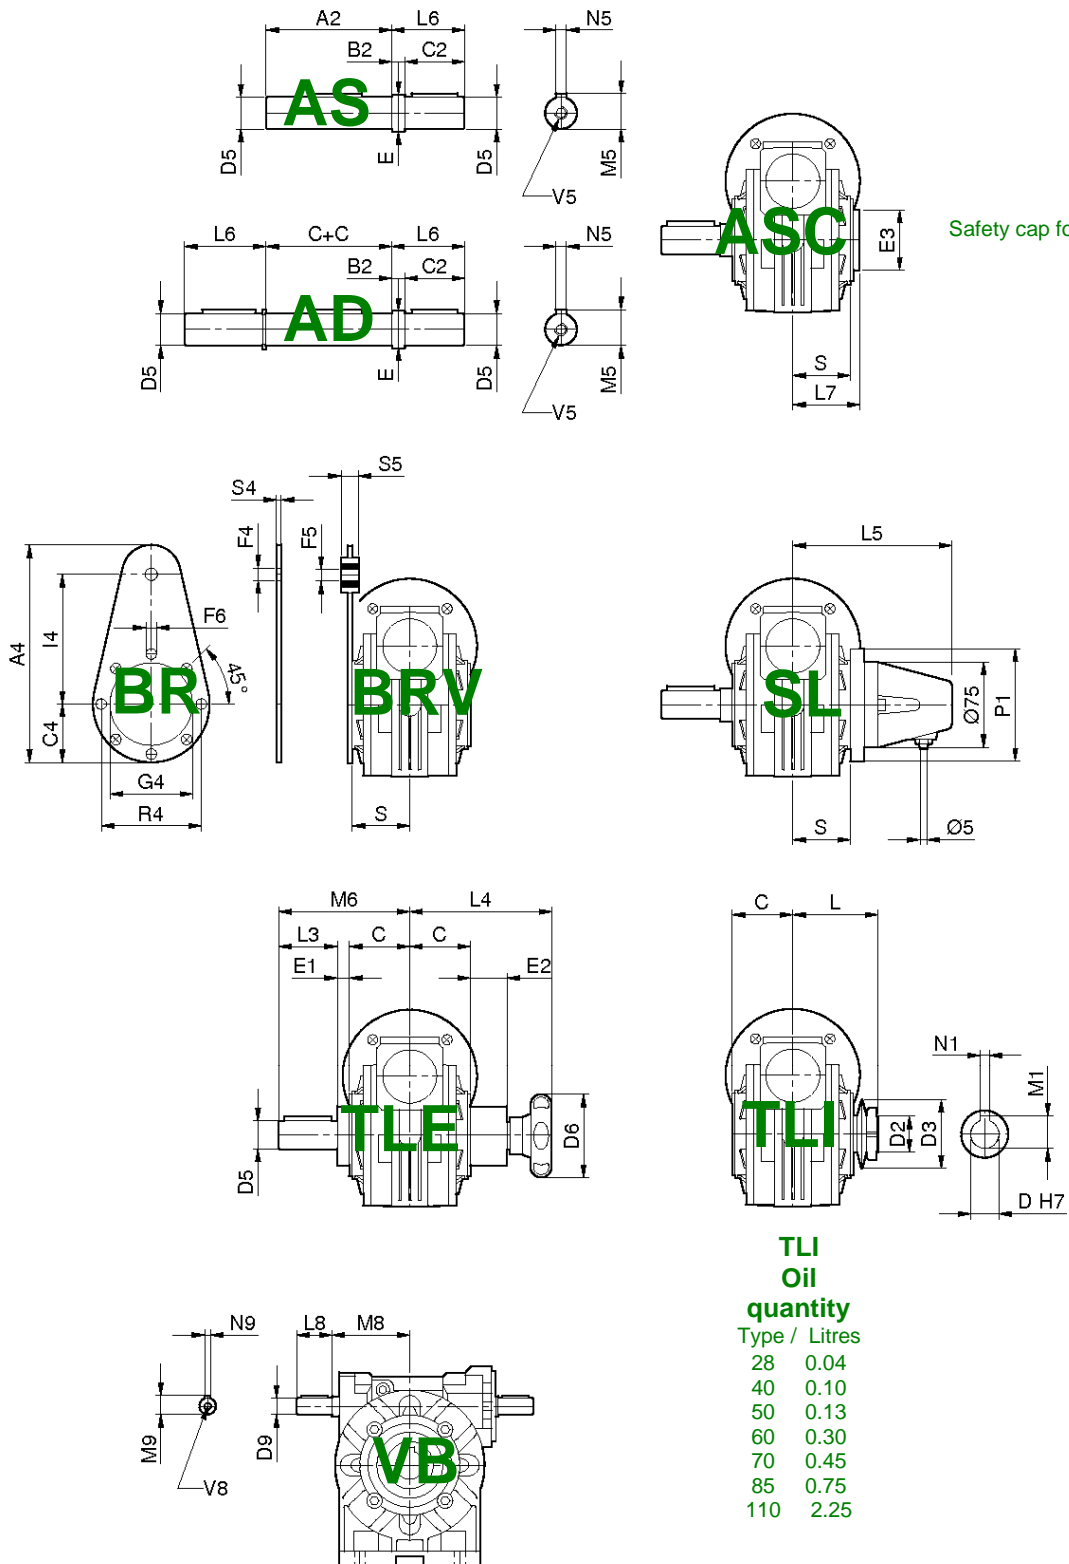 A2 L6 N5
B2 C2
AS
D5 E D5 M5
V5
L6 C+C L6 N5
B2 C2
AD
D5 E D5 M5
V5
ASC
E3
Safety cap fo
S
L7
S4 F4 F5 S5
A4 I4 F6
45°
BR
C4
G4
R4
BRV
S
L5
SL
Ø75 P1
S Ø5
M6 L4
L3 C C
E1 E2
TLE
D5 D6
C L
N1 M1
TLI
D2 D3
D H7
TLI
Oil
quantity
Type / Litres
28 0.04
40 0.10
50 0.13
60 0.30
70 0.45
85 0.75
110 2.25
N9 L8 M8
M9 D9
V8
VB